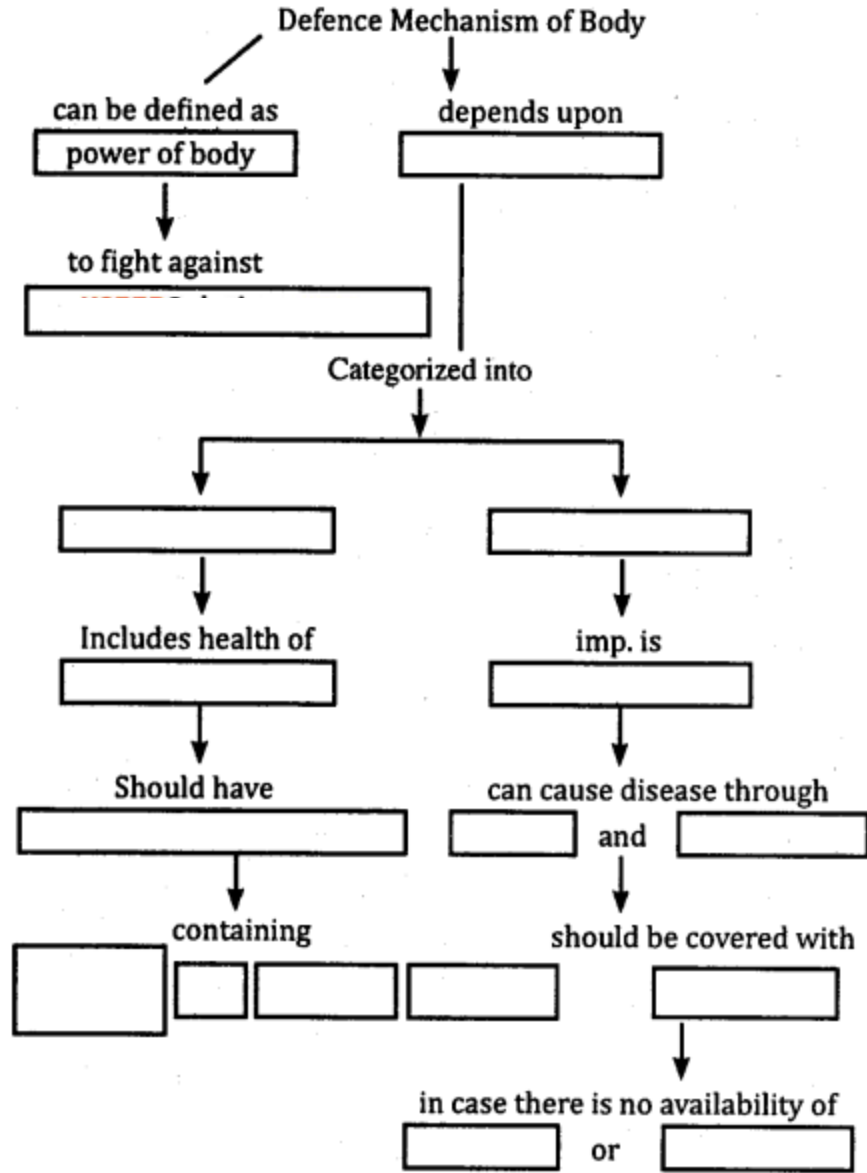 Defence Mechanism of Body
can be defined as
depends upon
power of body
to fight against
Categorized into
Includes health of
imp. is
Should have
can cause disease through
and
containing
should be covered with
in case there is no availability of
or